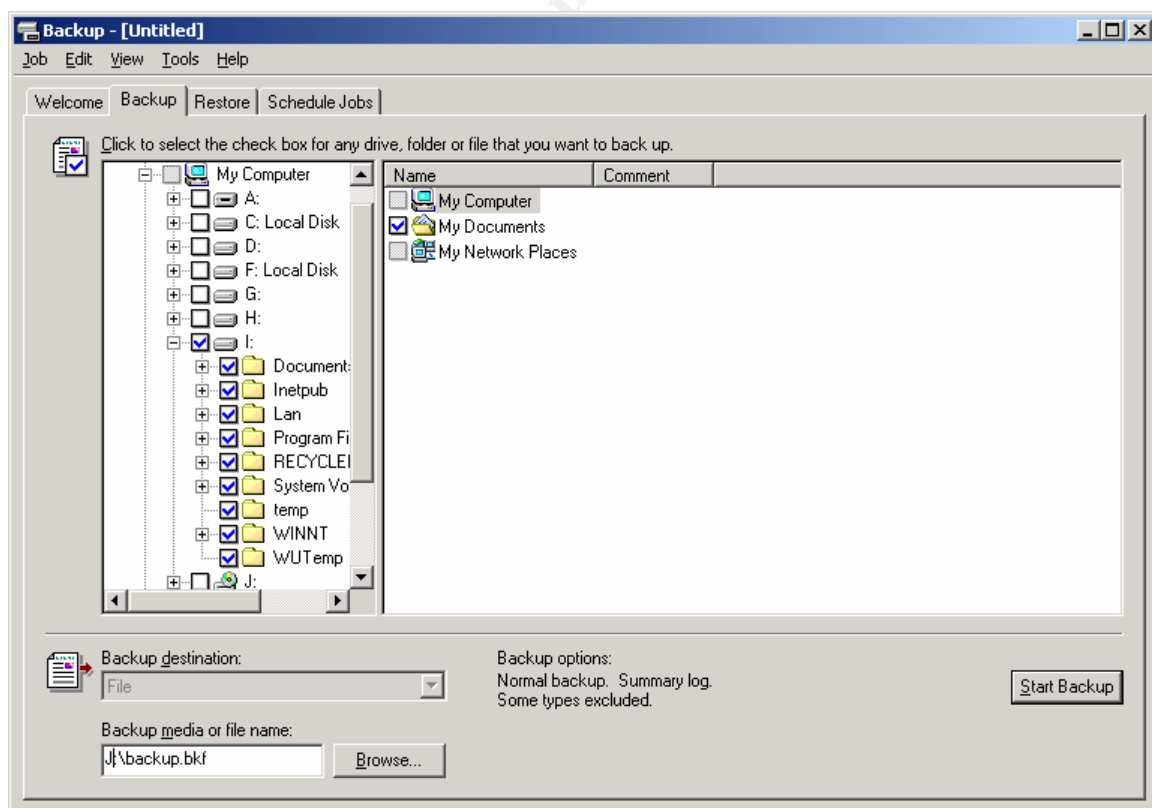 Backup - [Untitled]
Job Edit View Tools Help
Welcome Backup Restore Schedule Jobs
Click to select the check box for any drive, folder or file that you want to back up.
My Computer
A:
C: Local Disk
D:
F: Local Disk
G:
H:
I:
Document
Inetpub
Lan
Program Fi
RECYCLE
System Vo
temp
WINNT
WUTemp
J:
Name Comment
My Computer
My Documents
My Network Places
Backup destination:
File
Backup media or file name:
J:\backup.bkf
Browse...
Backup options:
Normal backup. Summary log.
Some types excluded.
Start Backup